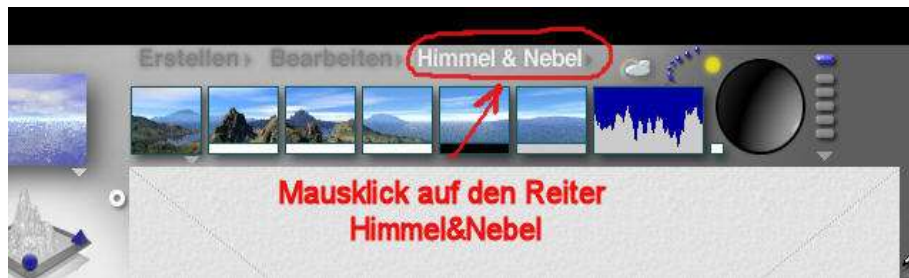 Erstellen Bearbeiten Himmel & Nebel
Mausklick auf den Reiter
Himmel&Nebel